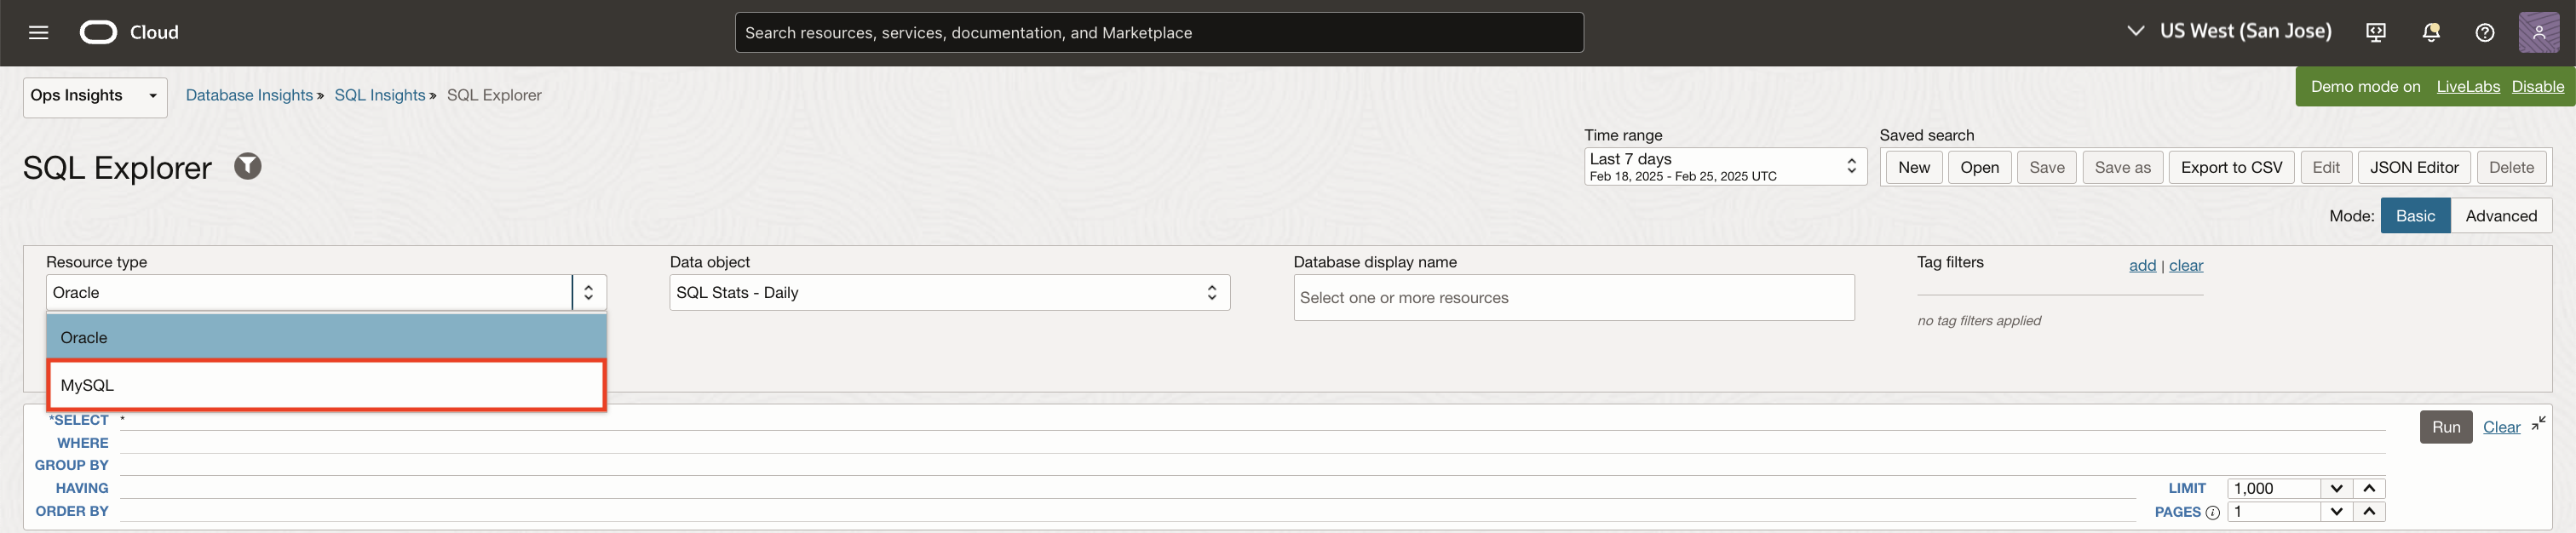 Cloud
Search resources, services, documentation, and Marketplace
US West (San Jose)
Ops Insights
Database Insights » SQL Insights » SQL Explorer
Demo mode on LiveLabs Disable
SQL Explorer
Time range
Last 7 days
Feb 18, 2025 - Feb 25, 2025 UTC
Saved search
New Open Save Save as Export to CSV Edit JSON Editor Delete
Mode: Basic Advanced
Resource type
Oracle
Oracle
MySQL
Data object
SQL Stats - Daily
Database display name
Select one or more resources
Tag filters add | clear
no tag filters applied
*SELECT *
WHERE
GROUP BY
HAVING
ORDER BY
Run Clear
LIMIT 1,000
PAGES 1